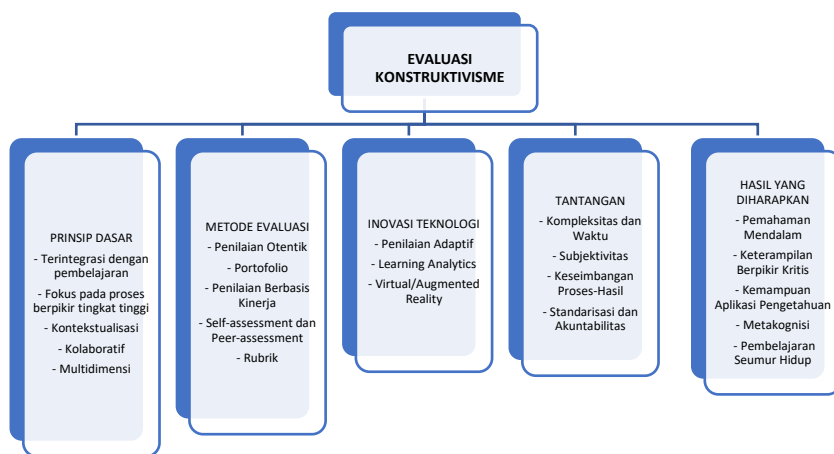 EVALUASI
KONSTRUKTIVISME
PRINSIP DASAR
- Terintegrasi dengan
pembelajaran
- Fokus pada proses
berpikir tingkat tinggi
- Kontekstualisasi
- Kolaboratif
- Multidimensi
METODE EVALUASI
- Penilaian Otentik
- Portofolio
- Penilaian Berbasis
Kinerja
- Self-assessment dan
Peer-assessment
- Rubrik
INOVASI TEKNOLOGI
- Penilaian Adaptif
- Learning Analytics
- Virtual/Augmented
Reality
TANTANGAN
- Kompleksitas dan
Waktu
- Subjektivitas
- Keseimbangan
Proses-Hasil
- Standarisasi dan
Akuntabilitas
HASIL YANG
DIHARAPKAN
- Pemahaman
Mendalam
- Keterampilan
Berpikir Kritis
- Kemampuan
Aplikasi Pengetahuan
- Metakognisi
- Pembelajaran
Seumur Hidup